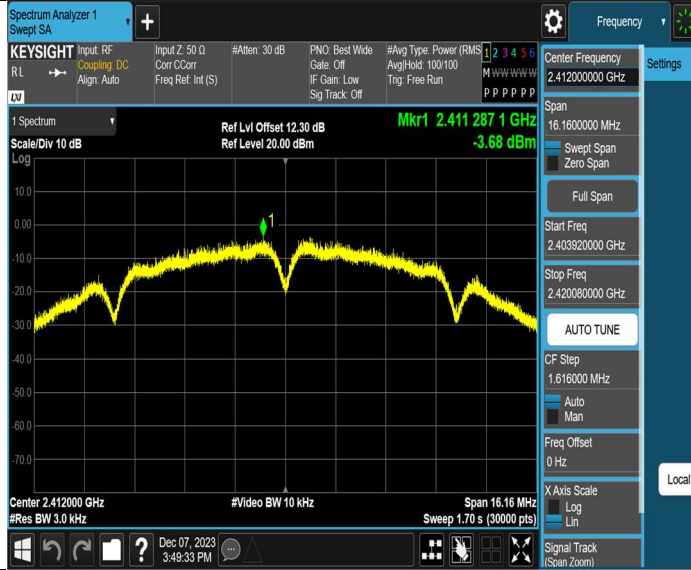 Spectrum Analyzer 1
Swept SA
+
Frequency
KEYSIGHT
RL
LXI
Input: RF
Coupling: DC
Align: Auto
Input Z: 50 Ω
Corr CCorr
Freq Ref: Int (S)
#Atten: 30 dB
PNO: Best Wide
Gate: Off
IF Gain: Low
Sig Track: Off
#Avg Type: Power (RMS
Avg|Hold: 100/100
Trig: Free Run
1 2 3 4 5 6
M W W W W W
P P P P P P
1 Spectrum
Scale/Div 10 dB
Ref Lvl Offset 12.30 dB
Ref Level 20.00 dBm
Mkr1 2.411 287 1 GHz
-3.68 dBm
Log
10.0
0.00
-10.0
-20.0
-30.0
-40.0
-50.0
-60.0
-70.0
1
Center 2.412000 GHz
#Res BW 3.0 kHz
#Video BW 10 kHz
Span 16.16 MHz
Sweep 1.70 s (30000 pts)
?
Dec 07, 2023
3:49:33 PM
Center Frequency
2.412000000 GHz
Span
16.1600000 MHz
Swept Span
Zero Span
Full Span
Start Freq
2.403920000 GHz
Stop Freq
2.420080000 GHz
AUTO TUNE
CF Step
1.616000 MHz
Auto
Man
Freq Offset
0 Hz
X Axis Scale
Log
Lin
Signal Track
(Span Zoom)
Settings
Local